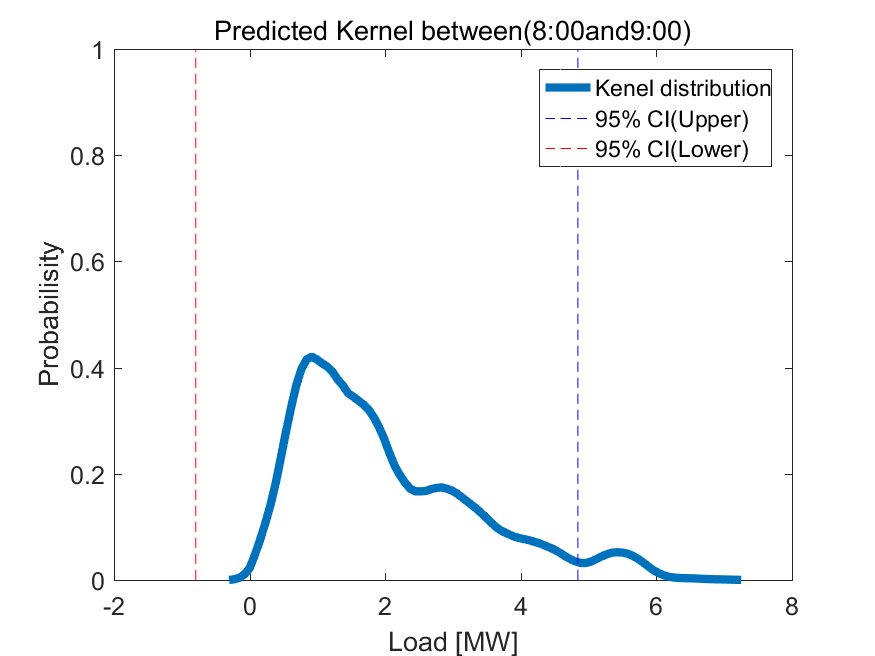 Predicted Kernel between(8:00and9:00)
1
0.8
0.6
0.4
0.2
0
Probabilisity
-2 0 2 4 6 8
Load [MW]
Kenel distribution
95% CI(Upper)
95% CI(Lower)